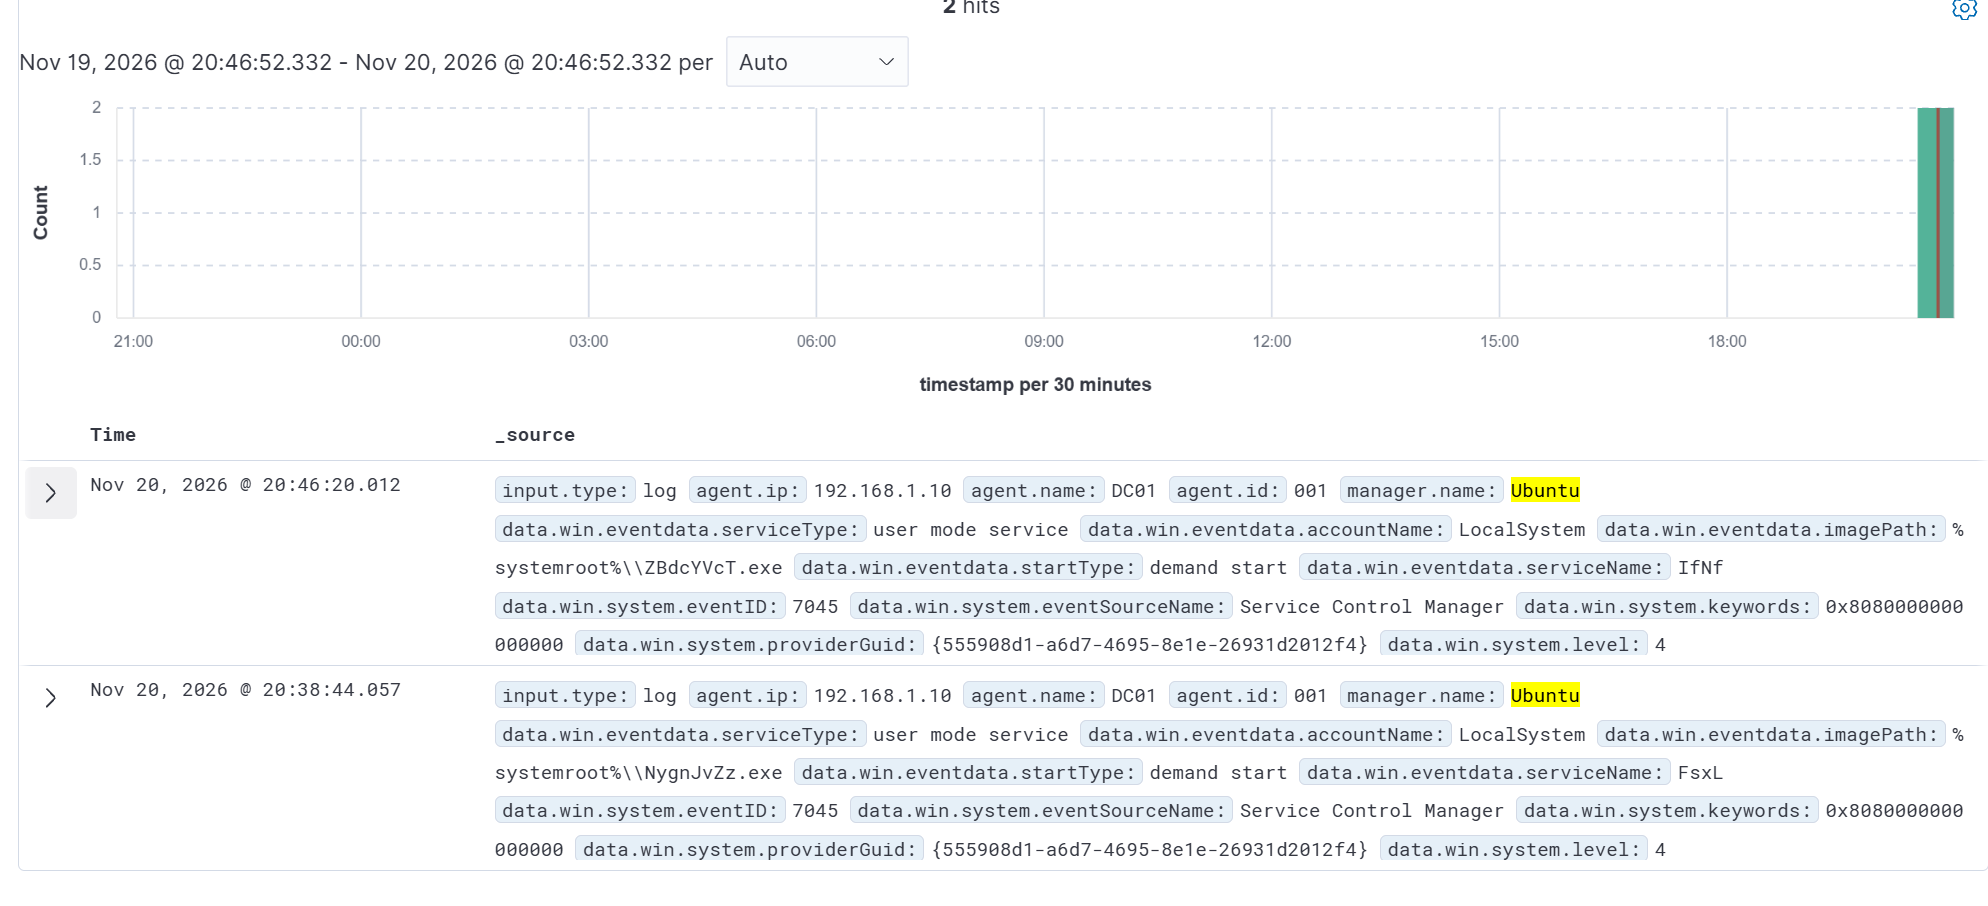 2 hits
Nov 19, 2026 @ 20:46:52.332 - Nov 20, 2026 @ 20:46:52.332 per Auto
2
1.5
1
0.5
0
Count
21:00 00:00 03:00 06:00 09:00 12:00 15:00 18:00
timestamp per 30 minutes
Time _source
Nov 20, 2026 @ 20:46:20.012 input.type: log agent.ip: 192.168.1.10 agent.name: DC01 agent.id: 001 manager.name: Ubuntu
data.win.eventdata.serviceType: user mode service data.win.eventdata.accountName: LocalSystem data.win.eventdata.imagePath: %
systemroot%\\ZBdcYVcT.exe data.win.eventdata.startType: demand start data.win.eventdata.serviceName: IfNf
data.win.system.eventID: 7045 data.win.system.eventSourceName: Service Control Manager data.win.system.keywords: 0x8080000000
000000 data.win.system.providerGuid: {555908d1-a6d7-4695-8e1e-26931d2012f4} data.win.system.level: 4
Nov 20, 2026 @ 20:38:44.057 input.type: log agent.ip: 192.168.1.10 agent.name: DC01 agent.id: 001 manager.name: Ubuntu
data.win.eventdata.serviceType: user mode service data.win.eventdata.accountName: LocalSystem data.win.eventdata.imagePath: %
systemroot%\\NygnJvZz.exe data.win.eventdata.startType: demand start data.win.eventdata.serviceName: FsxL
data.win.system.eventID: 7045 data.win.system.eventSourceName: Service Control Manager data.win.system.keywords: 0x8080000000
000000 data.win.system.providerGuid: {555908d1-a6d7-4695-8e1e-26931d2012f4} data.win.system.level: 4